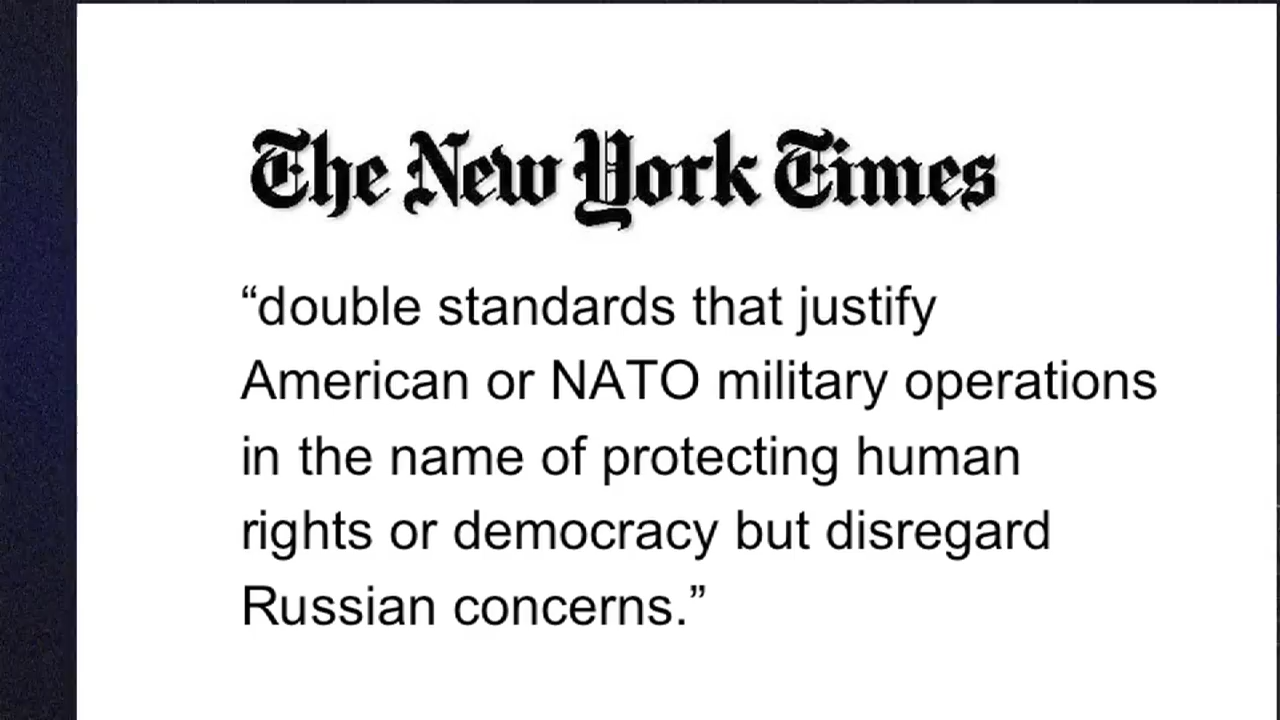 The New York Times
“double standards that justify
American or NATO military operations
in the name of protecting human
rights or democracy but disregard
Russian concerns.”